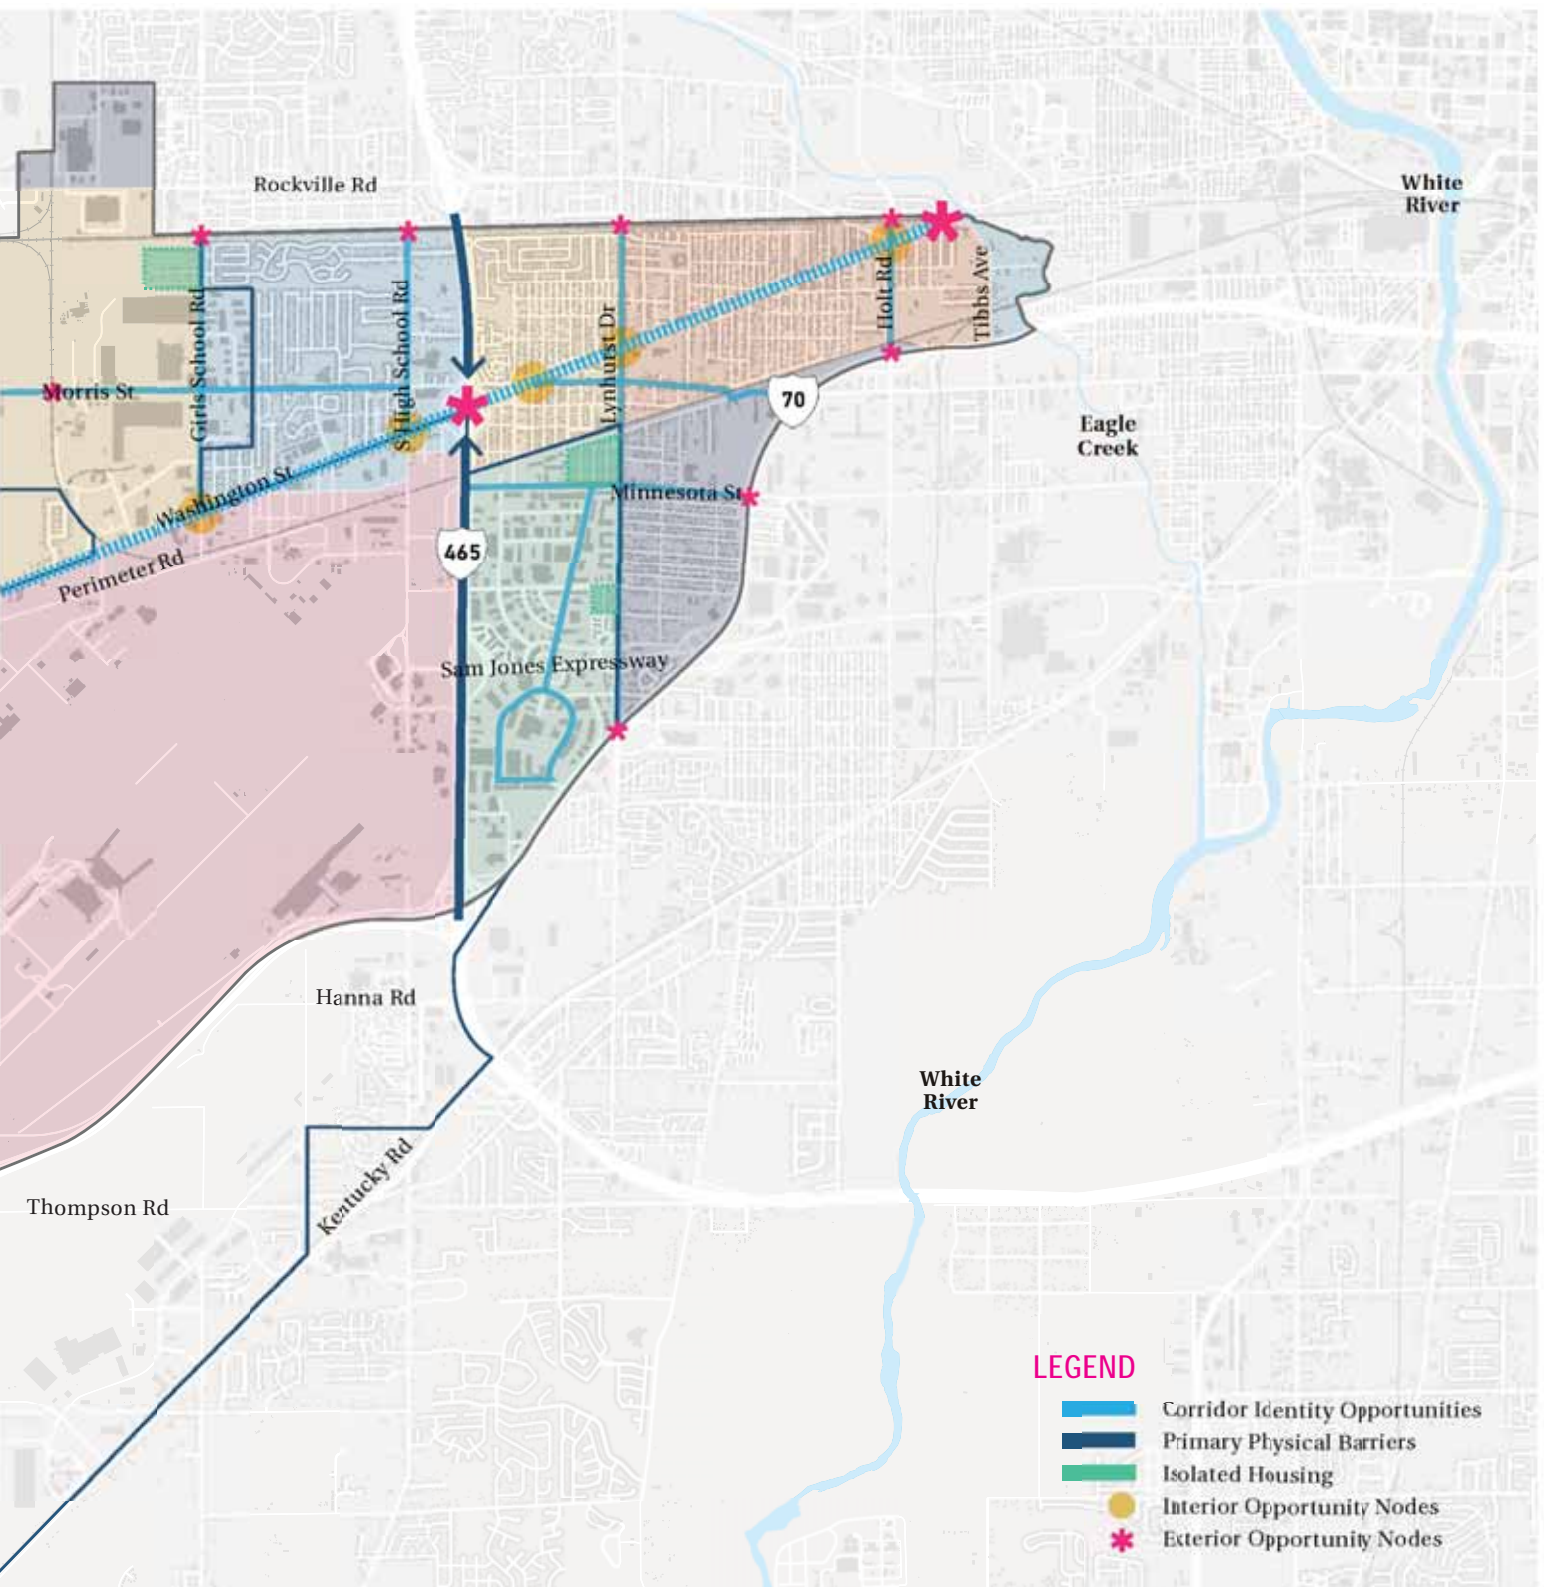 Rockville Rd
White
River
Girls School Rd
S High School Rd
Lynhurst Dr
Holt Rd
Tibbs Ave
Morris St
70
Eagle
Creek
Washington St
Minnesota St
Perimeter Rd
465
Sam Jones Expressway
Hanna Rd
White
River
Kentucky Rd
Thompson Rd
LEGEND
Corridor Identity Opportunities
Primary Physical Barriers
Isolated Housing
Interior Opportunity Nodes
Exterior Opportunity Nodes